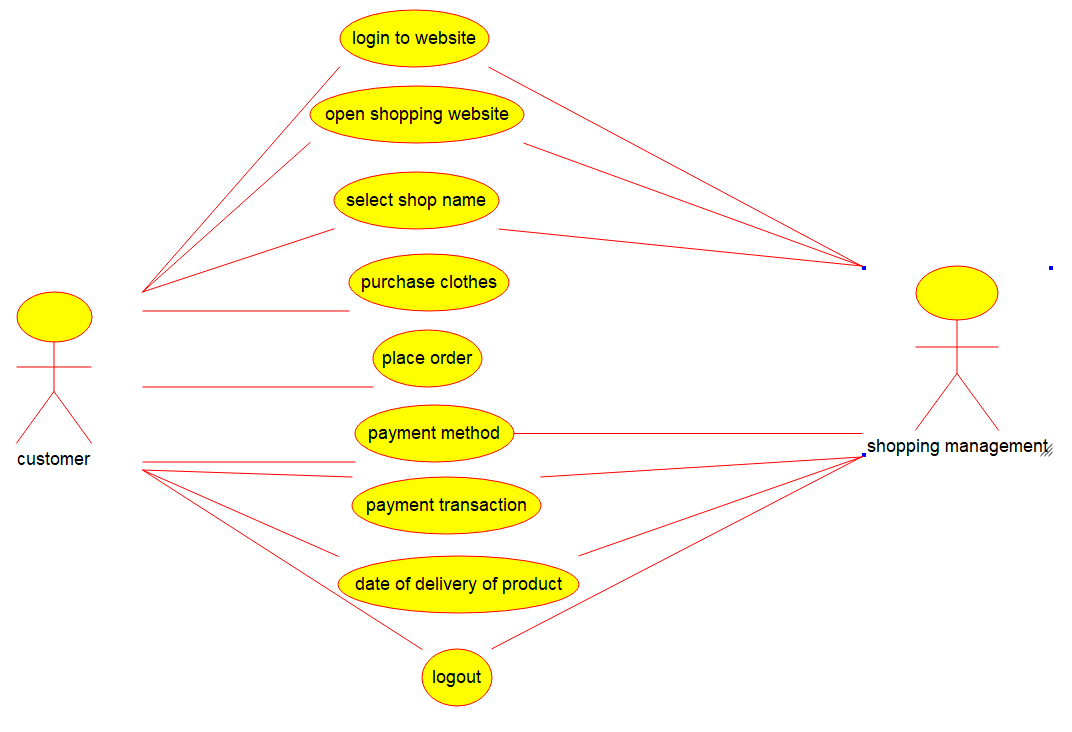 login to website
open shopping website
select shop name
purchase clothes
place order
payment method
shopping management
customer
payment transaction
date of delivery of product
logout